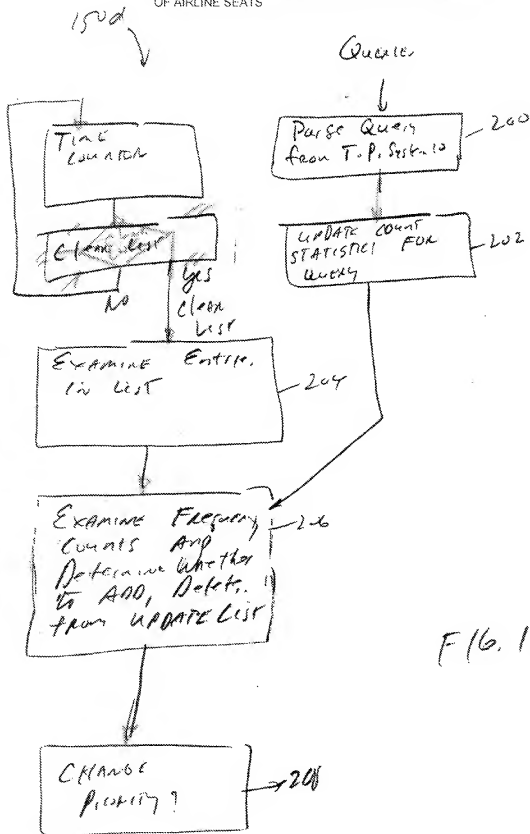 OF AIRLINE SEATS
150d
Queries
TIME
COUNTER
Parse Query
from T.P. System 10
200
Clean List
UPDATE COUNT
STATISTICS FOR
QUERY
202
No
Yes
Clean
List
EXAMINE Entries
in List
204
EXAMINE Frequency
Counts And
Determine Whether
to ADD, Delete,
from UPDATE List
206
FIG. 1
CHANGE
Priority?
208